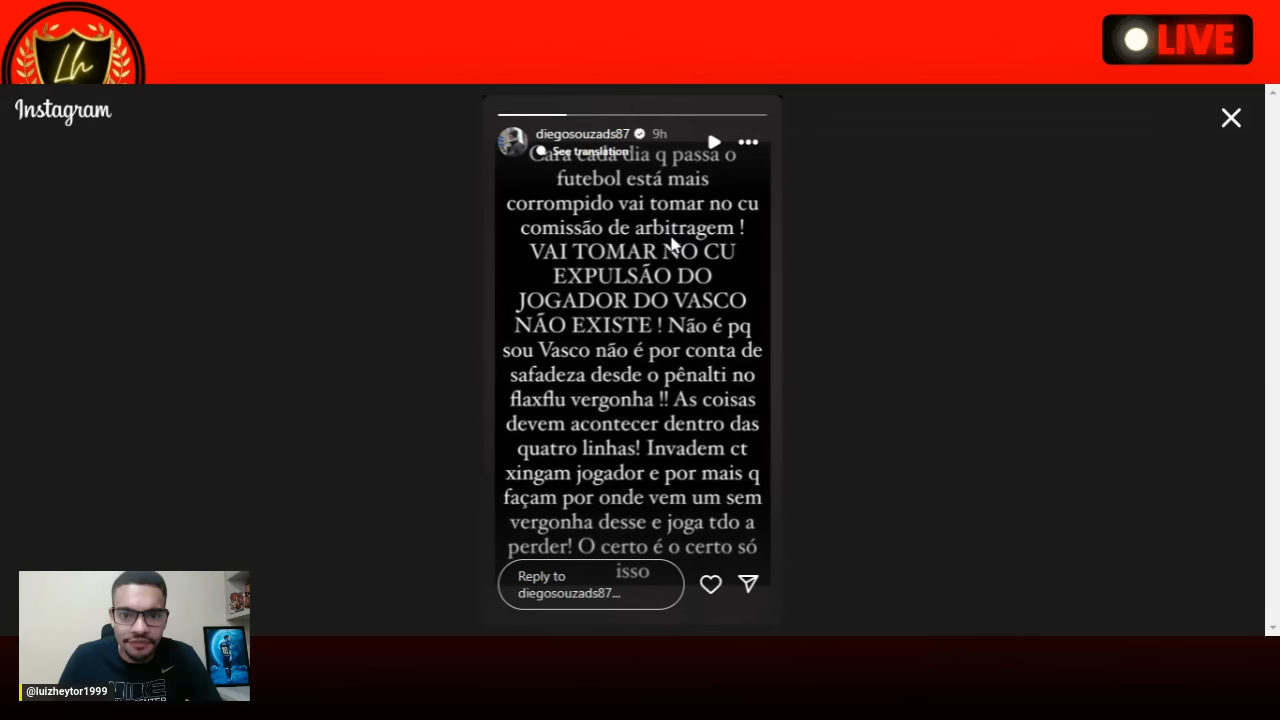 Lh
LIVE
Instagram
diegosouzads87 9h
See translation
Cara cada dia q passa o
futebol está mais
corrompido vai tomar no cu
comissão de arbitragem !
VAI TOMAR NO CU
EXPULSÃO DO
JOGADOR DO VASCO
NÃO EXISTE ! Não é pq
sou Vasco não é por conta de
safadeza desde o pênalti no
flaxflu vergonha !! As coisas
devem acontecer dentro das
quatro linhas! Invadem ct
xingam jogador e por mais q
façam por onde vem um sem
vergonha desse e joga tdo a
perder! O certo é o certo só
isso
Reply to
diegosouzads87...
@luizheytor1999